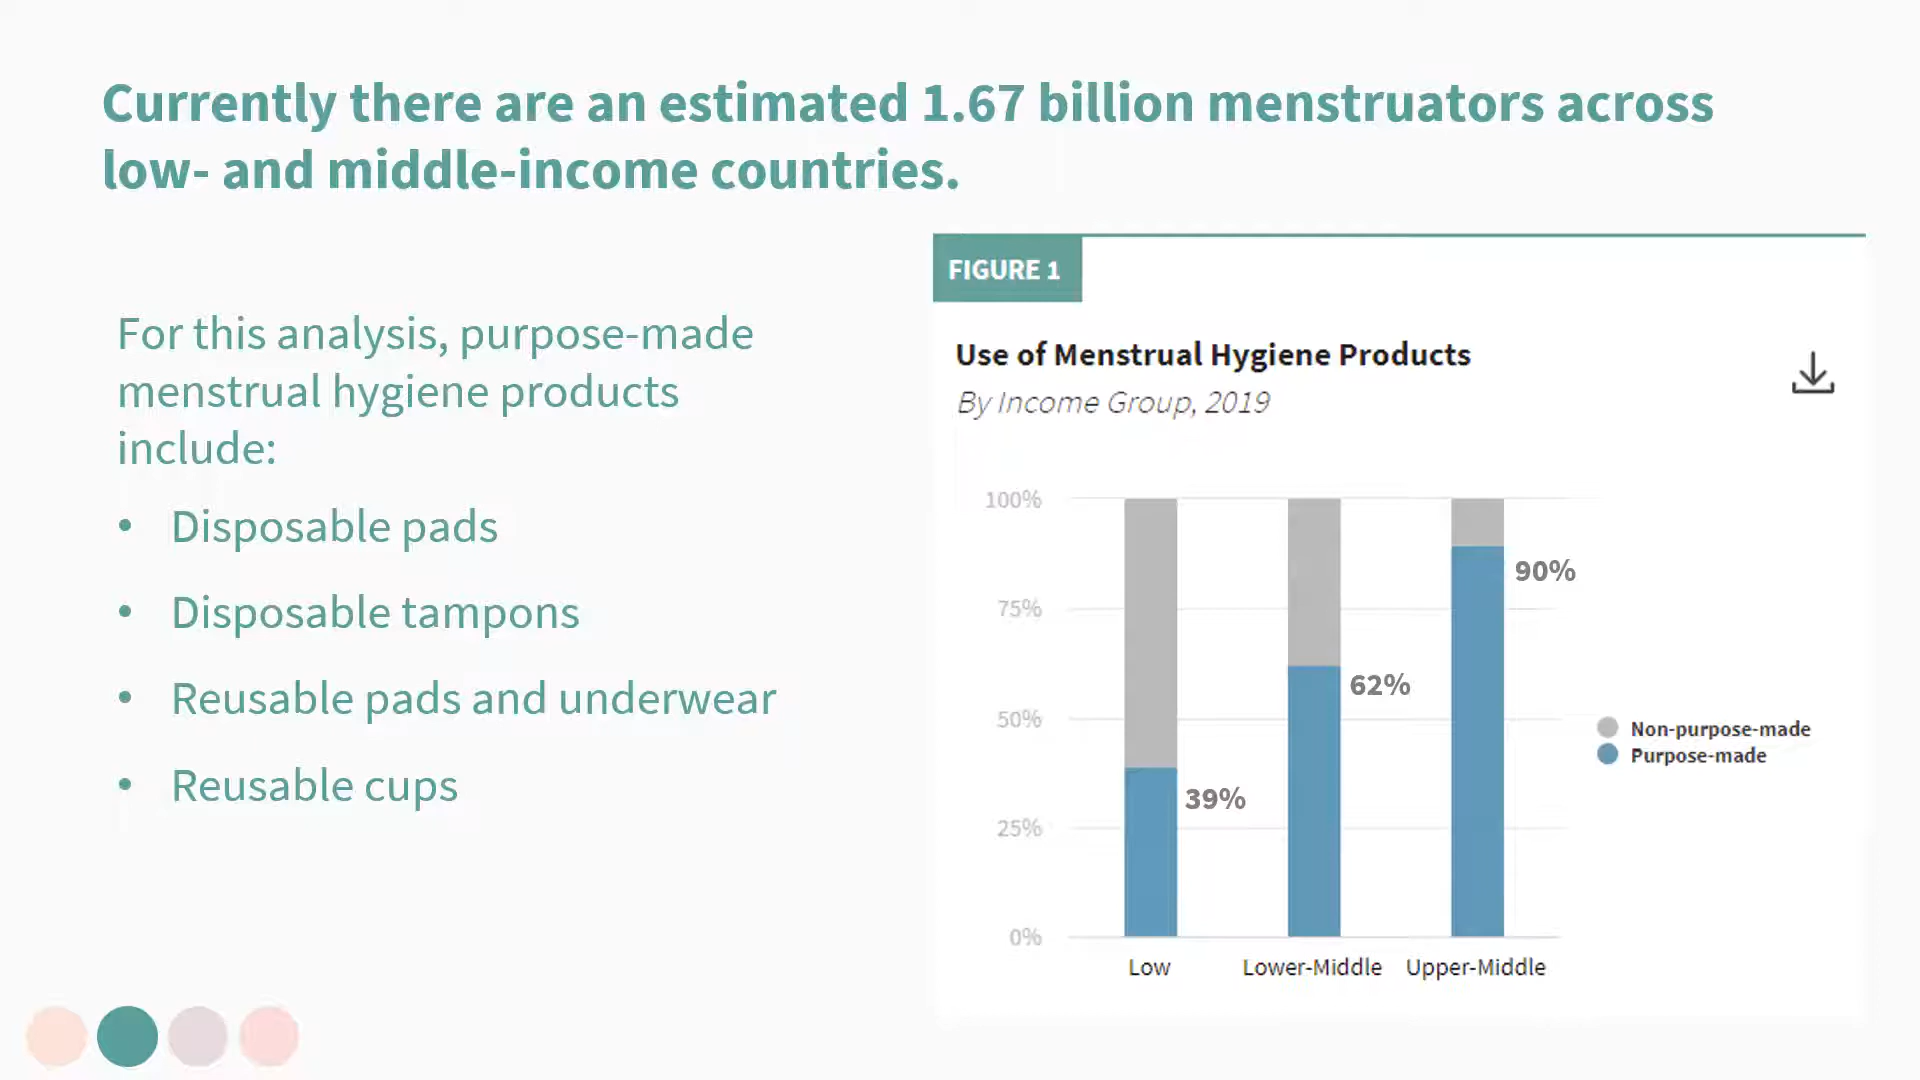 Currently there are an estimated 1.67 billion menstruators across
low- and middle-income countries.
For this analysis, purpose-made
menstrual hygiene products
include:
• Disposable pads
• Disposable tampons
• Reusable pads and underwear
• Reusable cups
FIGURE 1
Use of Menstrual Hygiene Products
By Income Group, 2019
100%
75%
50%
25%
0%
90%
62%
39%
Low
Lower-Middle
Upper-Middle
Non-purpose-made
Purpose-made